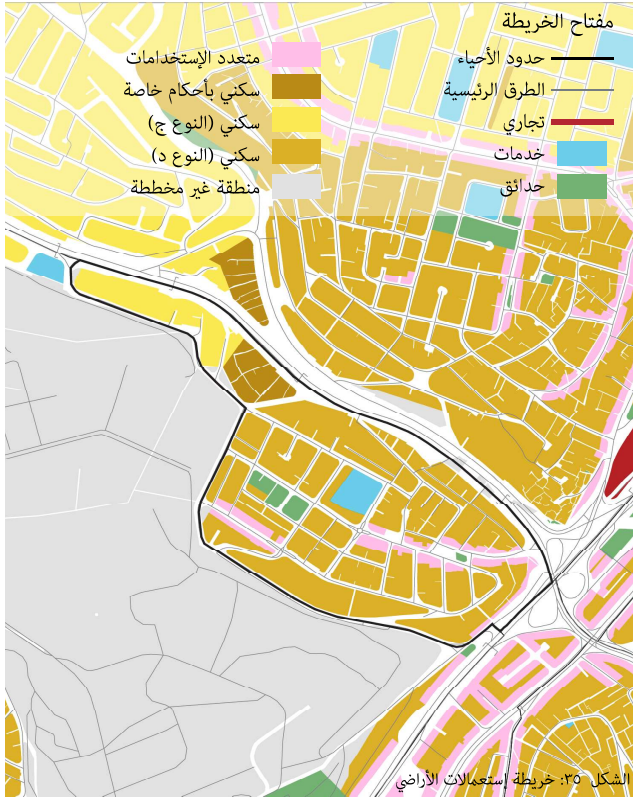 مفتاح الخريطة
حدود الأحياء
الطرق الرئيسية
تجاري
خدمات
حدائق
متعدد الإستخدامات
سكني بأحكام خاصة
سكني (النوع ج)
سكني (النوع د)
منطقة غير مخططة
الشكل ٣٥: خريطة إستعمالات الأراضي